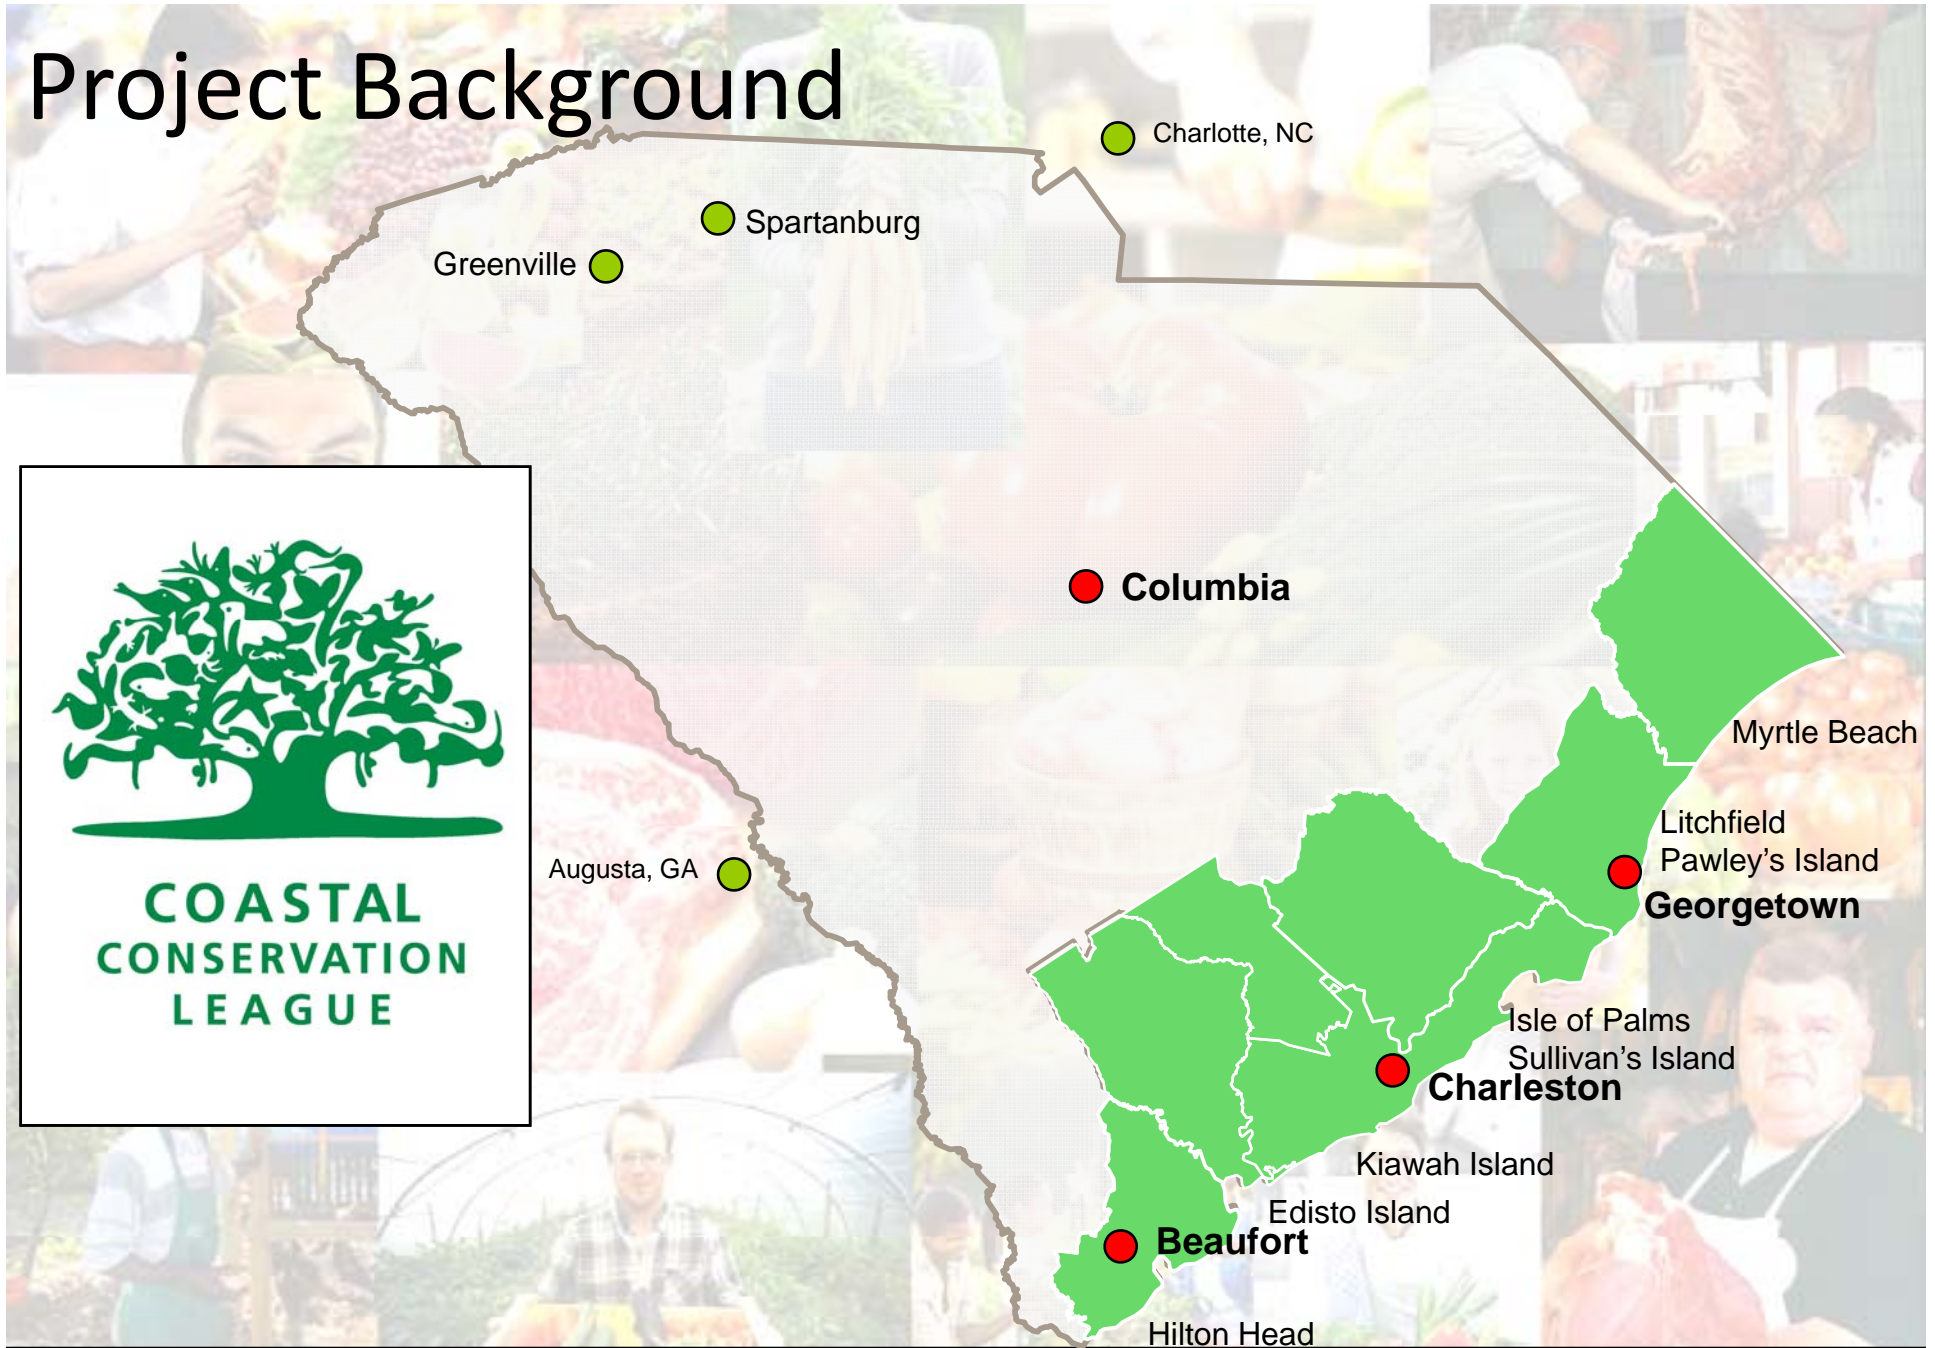 Project Background
Charlotte, NC
Spartanburg
Greenville
Columbia
Myrtle Beach
Litchfield
Pawley's Island
Georgetown
Augusta, GA
COASTAL
CONSERVATION
LEAGUE
Isle of Palms
Sullivan's Island
Charleston
Kiawah Island
Edisto Island
Beaufort
Hilton Head